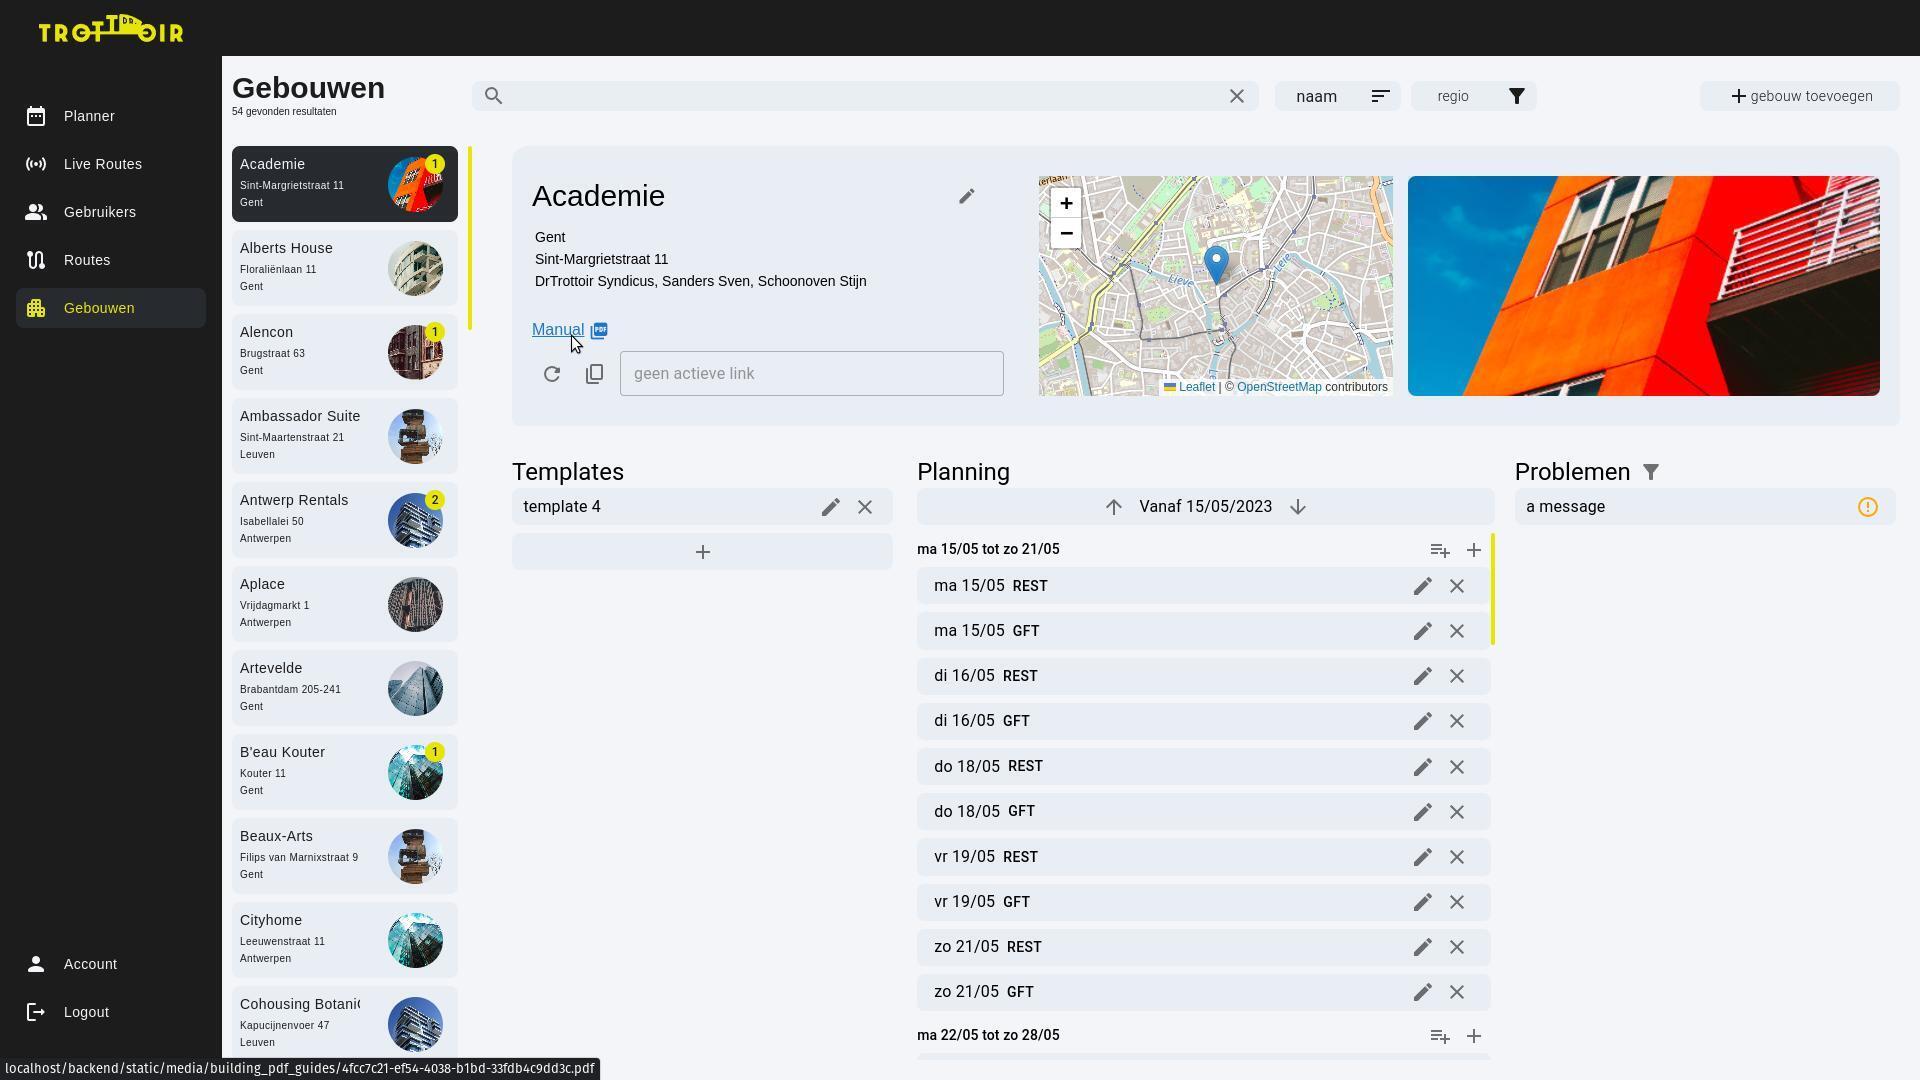 TROTTOIR
DR.
Planner
Live Routes
Gebruikers
Routes
Gebouwen
Account
Logout
Gebouwen
54 gevonden resultaten
naam
regio
gebouw toevoegen
Academie
Sint-Margrietstraat 11
Gent
1
Alberts House
Floraliënlaan 11
Gent
Alencon
Brugstraat 63
Gent
1
Ambassador Suite
Sint-Maartenstraat 21
Leuven
Antwerp Rentals
Isabellalei 50
Antwerpen
2
Aplace
Vrijdagmarkt 1
Antwerpen
Artevelde
Brabantdam 205-241
Gent
B'eau Kouter
Kouter 11
Gent
1
Beaux-Arts
Filips van Marnixstraat 9
Gent
Cityhome
Leeuwenstraat 11
Antwerpen
Cohousing Botani
Kapucijnenvoer 47
Leuven
Academie
Gent
Sint-Margrietstraat 11
DrTrottoir Syndicus, Sanders Sven, Schoonoven Stijn
Manual
PDF
geen actieve link
+
−
Lieve
Leie
Leaflet | © OpenStreetMap contributors
Templates
template 4
Planning
Vanaf 15/05/2023
ma 15/05 tot zo 21/05
ma 15/05 REST
ma 15/05 GFT
di 16/05 REST
di 16/05 GFT
do 18/05 REST
do 18/05 GFT
vr 19/05 REST
vr 19/05 GFT
zo 21/05 REST
zo 21/05 GFT
ma 22/05 tot zo 28/05
Problemen
a message
localhost/backend/static/media/building_pdf_guides/4fcc7c21-ef54-4038-b1bd-33fdb4c9dd3c.pdf